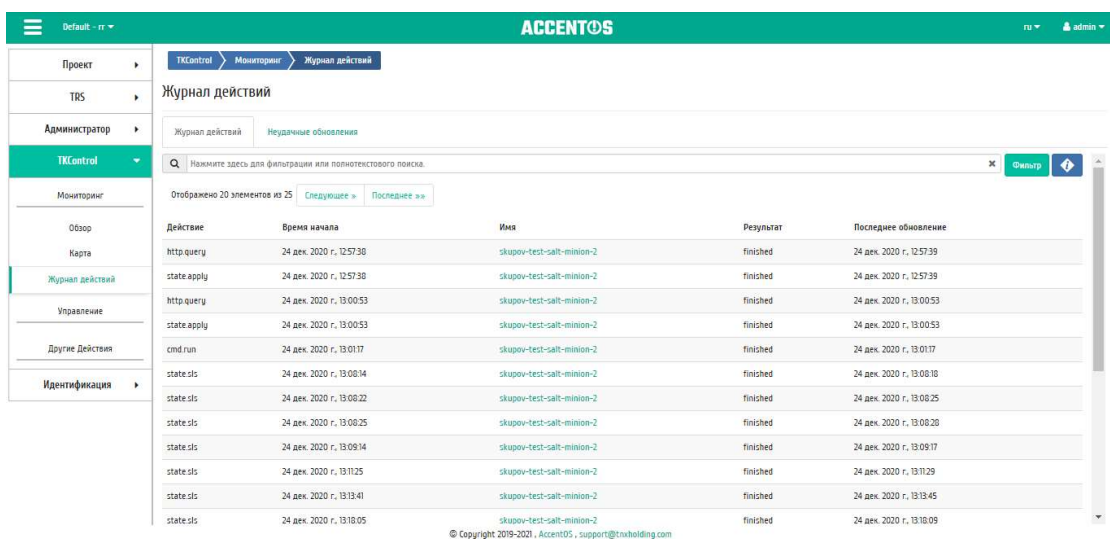 Default - rr
ACCENTOS
ru
admin
Проект
TRS
Администратор
TKControl
Мониторинг
Обзор
Карта
Журнал действий
Управление
Другие Действия
Идентификация
TKControl Мониторинг Журнал действий
Журнал действий
Журнал действий Неудачные обновления
Нажмите здесь для фильтрации или полнотекстового поиска. Фильтр
Отображено 20 элементов из 25 Следующее » Последнее »»
Действие Время начала Имя Результат Последнее обновление
http.query 24 дек. 2020 г., 12:57:38 skupov-test-salt-minion-2 finished 24 дек. 2020 г., 12:57:39
state.apply 24 дек. 2020 г., 12:57:38 skupov-test-salt-minion-2 finished 24 дек. 2020 г., 12:57:39
http.query 24 дек. 2020 г., 13:00:53 skupov-test-salt-minion-2 finished 24 дек. 2020 г., 13:00:53
state.apply 24 дек. 2020 г., 13:00:53 skupov-test-salt-minion-2 finished 24 дек. 2020 г., 13:00:53
cmd.run 24 дек. 2020 г., 13:01:17 skupov-test-salt-minion-2 finished 24 дек. 2020 г., 13:01:17
state.sls 24 дек. 2020 г., 13:08:14 skupov-test-salt-minion-2 finished 24 дек. 2020 г., 13:08:18
state.sls 24 дек. 2020 г., 13:08:22 skupov-test-salt-minion-2 finished 24 дек. 2020 г., 13:08:25
state.sls 24 дек. 2020 г., 13:08:25 skupov-test-salt-minion-2 finished 24 дек. 2020 г., 13:08:28
state.sls 24 дек. 2020 г., 13:09:14 skupov-test-salt-minion-2 finished 24 дек. 2020 г., 13:09:17
state.sls 24 дек. 2020 г., 13:11:25 skupov-test-salt-minion-2 finished 24 дек. 2020 г., 13:11:29
state.sls 24 дек. 2020 г., 13:13:41 skupov-test-salt-minion-2 finished 24 дек. 2020 г., 13:13:45
state.sls 24 дек. 2020 г., 13:18:05 skupov-test-salt-minion-2 finished 24 дек. 2020 г., 13:18:09
© Copyright 2019-2021 , AccentOS , support@tnxholding.com